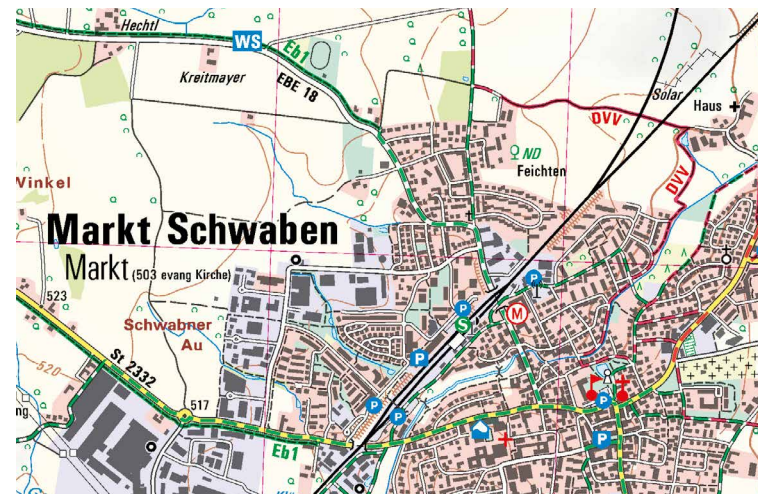 Hechtl
WS
Eb1
Kreitmayer
EBE 18
Solar
Haus
DVV
ND
Feichten
DVV
Winkel
Markt Schwaben
Markt (503 evang Kirche)
523
P
P
S
M
Schwabner
Au
St 2332
P
520
517
P
P
P
Eb1
P